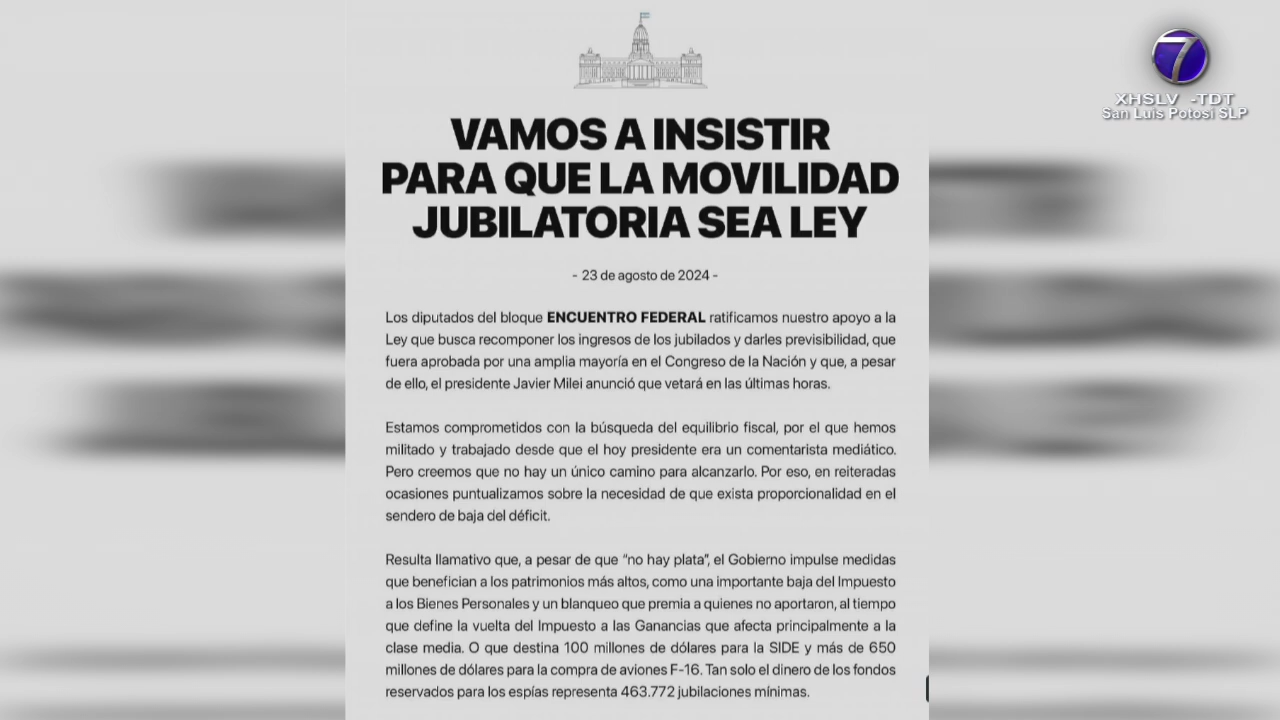 7
XHSLV -TDT
San Luis Potosi SLP
VAMOS A INSISTIR
PARA QUE LA MOVILIDAD
JUBILATORIA SEA LEY
- 23 de agosto de 2024 -
Los diputados del bloque ENCUENTRO FEDERAL ratificamos nuestro apoyo a la
Ley que busca recomponer los ingresos de los jubilados y darles previsibilidad, que
fuera aprobada por una amplia mayoría en el Congreso de la Nación y que, a pesar
de ello, el presidente Javier Milei anunció que vetará en las últimas horas.
Estamos comprometidos con la búsqueda del equilibrio fiscal, por el que hemos
militado y trabajado desde que el hoy presidente era un comentarista mediático.
Pero creemos que no hay un único camino para alcanzarlo. Por eso, en reiteradas
ocasiones puntualizamos sobre la necesidad de que exista proporcionalidad en el
sendero de baja del déficit.
Resulta llamativo que, a pesar de que “no hay plata”, el Gobierno impulse medidas
que benefician a los patrimonios más altos, como una importante baja del Impuesto
a los Bienes Personales y un blanqueo que premia a quienes no aportaron, al tiempo
que define la vuelta del Impuesto a las Ganancias que afecta principalmente a la
clase media. O que destina 100 millones de dólares para la SIDE y más de 650
millones de dólares para la compra de aviones F-16. Tan solo el dinero de los fondos
reservados para los espías representa 463.772 jubilaciones mínimas.